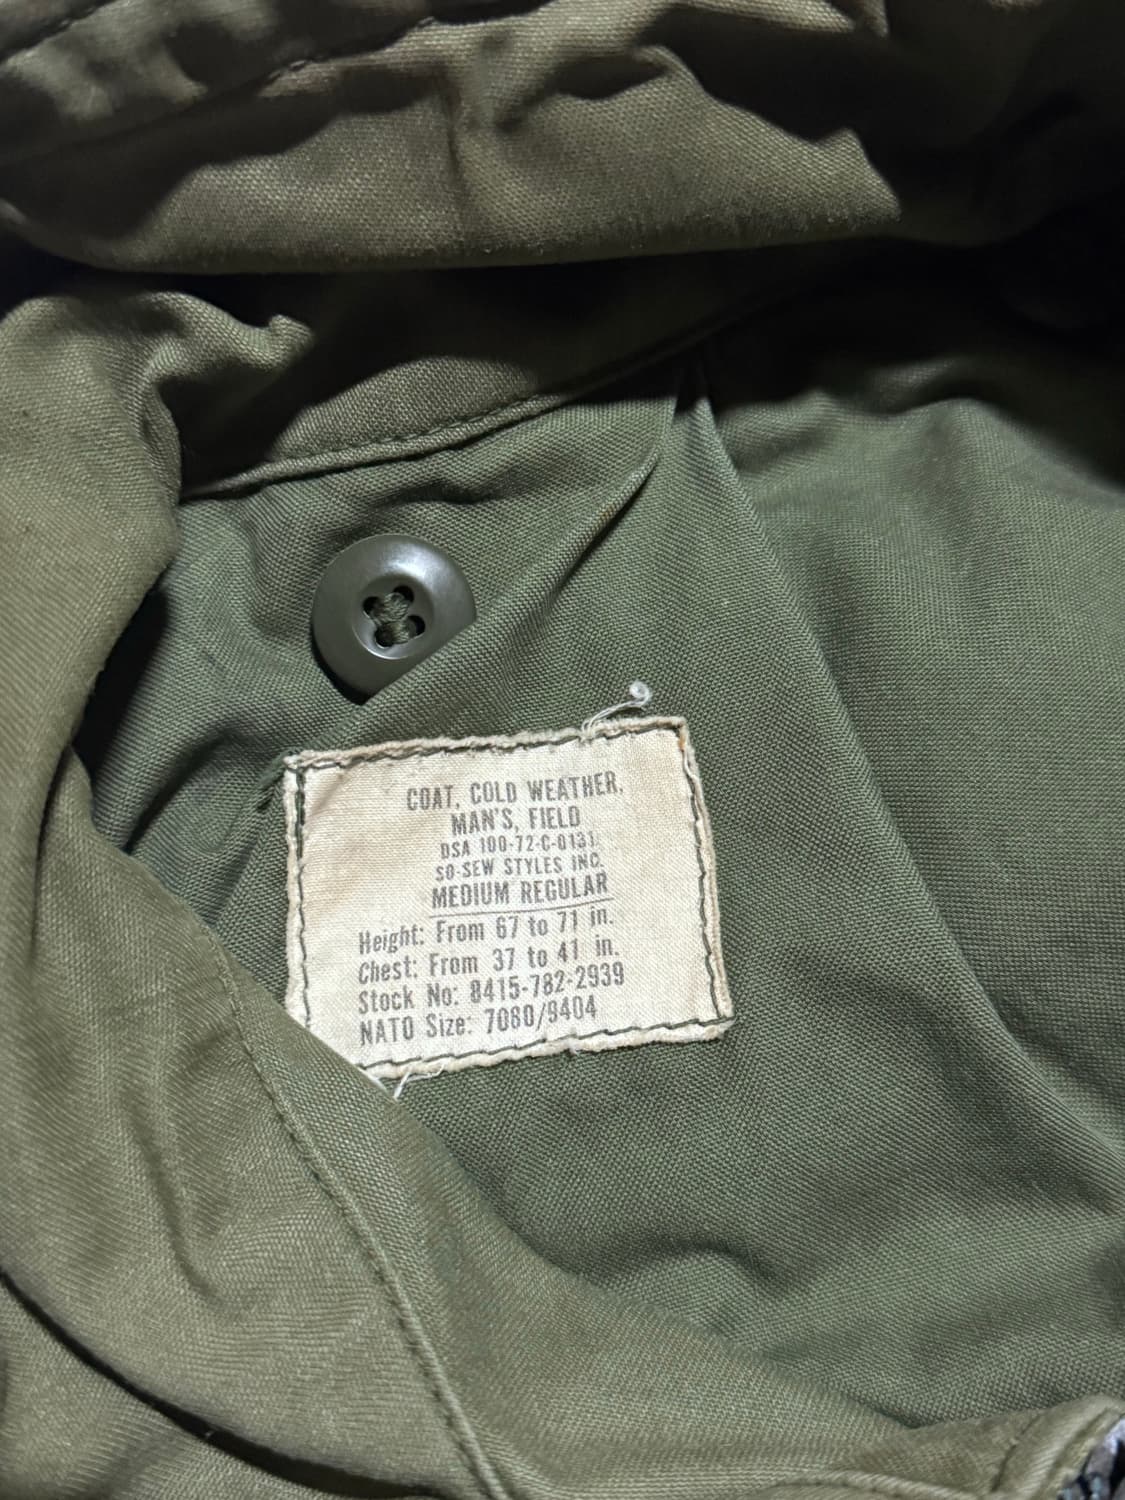 COAT, COLD WEATHER,
MAN'S, FIELD
DSA 100-72-C-0131
SO-SEW STYLES INC.
MEDIUM REGULAR
Height: From 67 to 71 in.
Chest: From 37 to 41 in.
Stock No: 8415-782-2939
NATO Size: 7080/9404